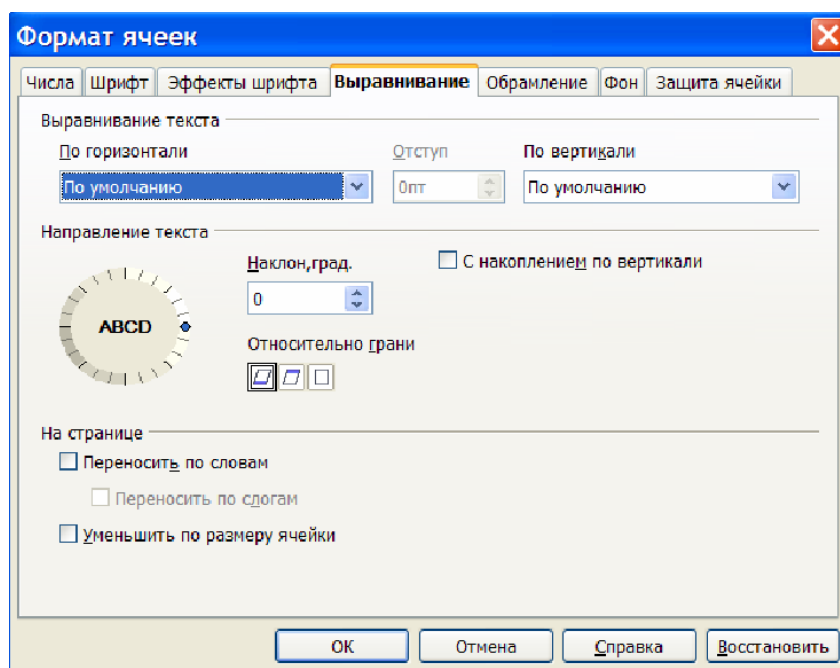 Формат ячеек
Числа Шрифт Эффекты шрифта Выравнивание Обрамление Фон Защита ячейки
Выравнивание текста
По горизонтали Отступ По вертикали
По умолчанию 0пт По умолчанию
Направление текста
Наклон,град. С накоплением по вертикали
0
ABCD
Относительно грани
На странице
Переносить по словам
Переносить по слогам
Уменьшить по размеру ячейки
ОК Отмена Справка Восстановить